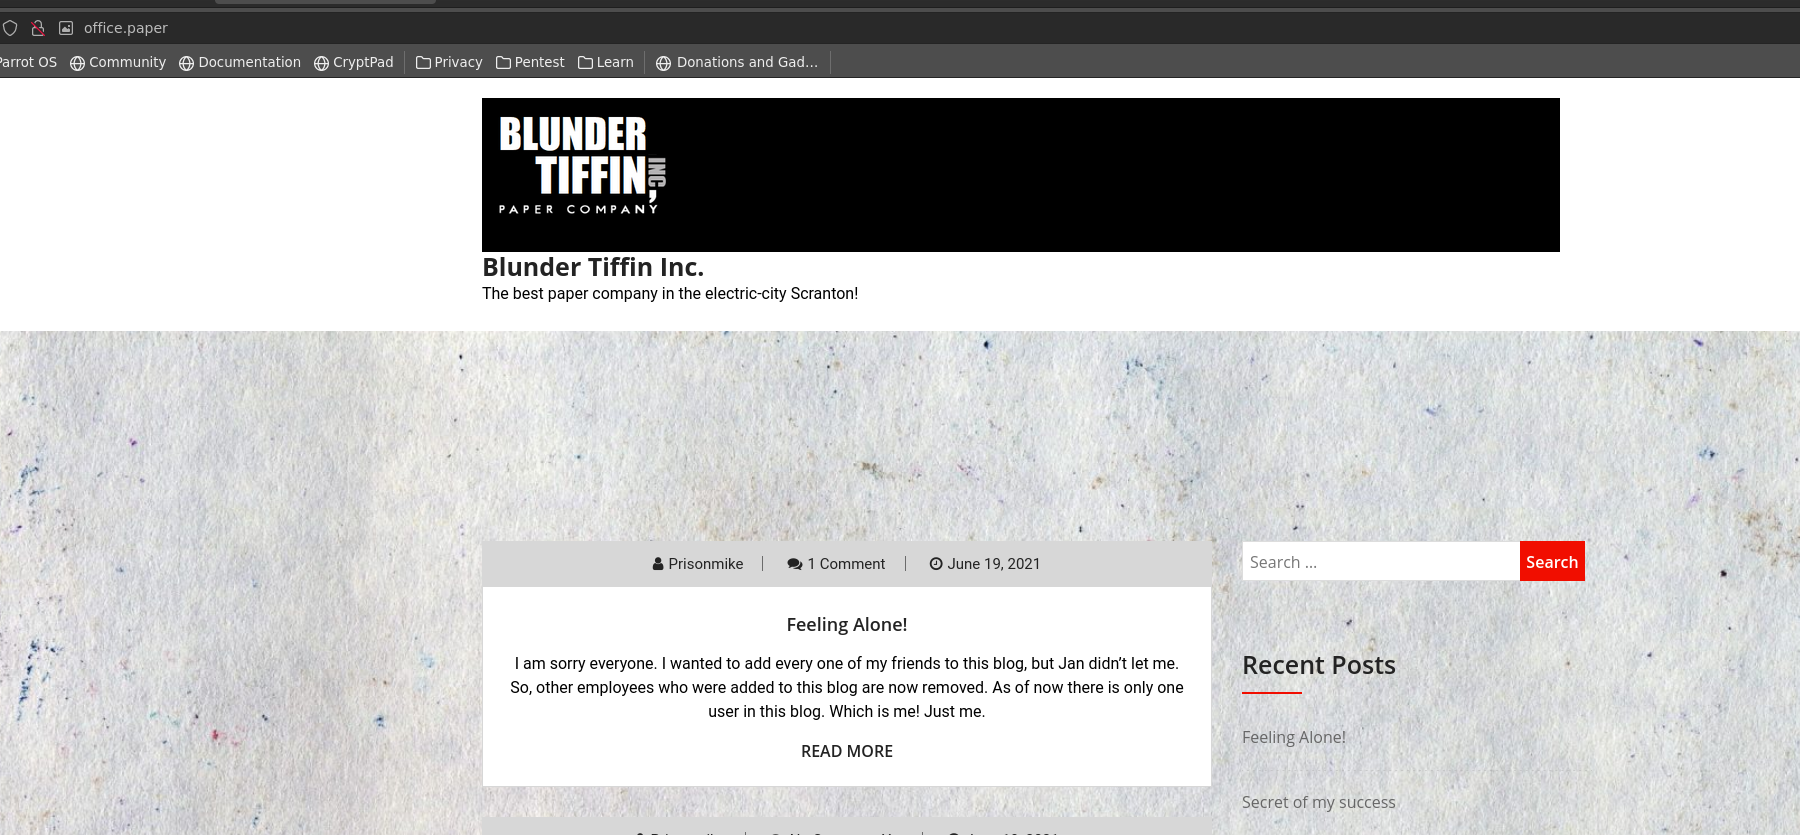 office.paper
Parrot OS Community Documentation CryptPad Privacy Pentest Learn Donations and Gad...
BLUNDER
TIFFIN, INC
PAPER COMPANY
Blunder Tiffin Inc.
The best paper company in the electric-city Scranton!
Prisonmike 1 Comment June 19, 2021
Feeling Alone!
I am sorry everyone. I wanted to add every one of my friends to this blog, but Jan didn’t let me.
So, other employees who were added to this blog are now removed. As of now there is only one
user in this blog. Which is me! Just me.
READ MORE
Search ... Search
Recent Posts
Feeling Alone!
Secret of my success